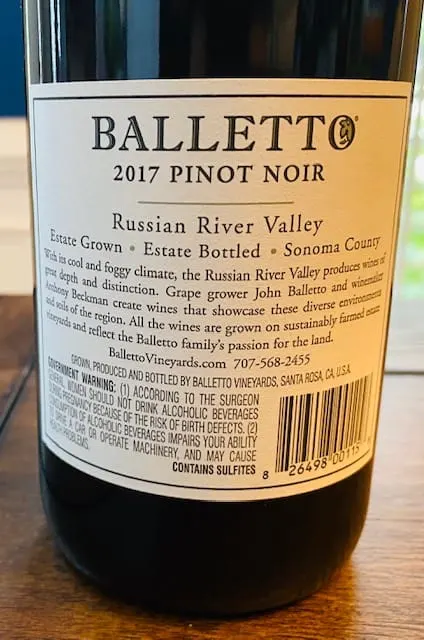 BALLETTO
2017 PINOT NOIR
Russian River Valley
Estate Grown • Estate Bottled • Sonoma County
With its cool and foggy climate, the Russian River Valley produces wines of
great depth and distinction. Grape grower John Balletto and winemaker
Anthony Beckman create wines that showcase these diverse environments
and soils of the region. All the wines are grown on sustainably farmed estate
vineyards and reflect the Balletto family's passion for the land.
BallettoVineyards.com 707-568-2455
GROWN, PRODUCED AND BOTTLED BY BALLETTO VINEYARDS, SANTA ROSA, CA, U.S.A.
GOVERNMENT WARNING: (1) ACCORDING TO THE SURGEON
GENERAL, WOMEN SHOULD NOT DRINK ALCOHOLIC BEVERAGES
DURING PREGNANCY BECAUSE OF THE RISK OF BIRTH DEFECTS. (2)
CONSUMPTION OF ALCOHOLIC BEVERAGES IMPAIRS YOUR ABILITY
TO DRIVE A CAR OR OPERATE MACHINERY, AND MAY CAUSE
HEALTH PROBLEMS.
CONTAINS SULFITES
8 26498 00115